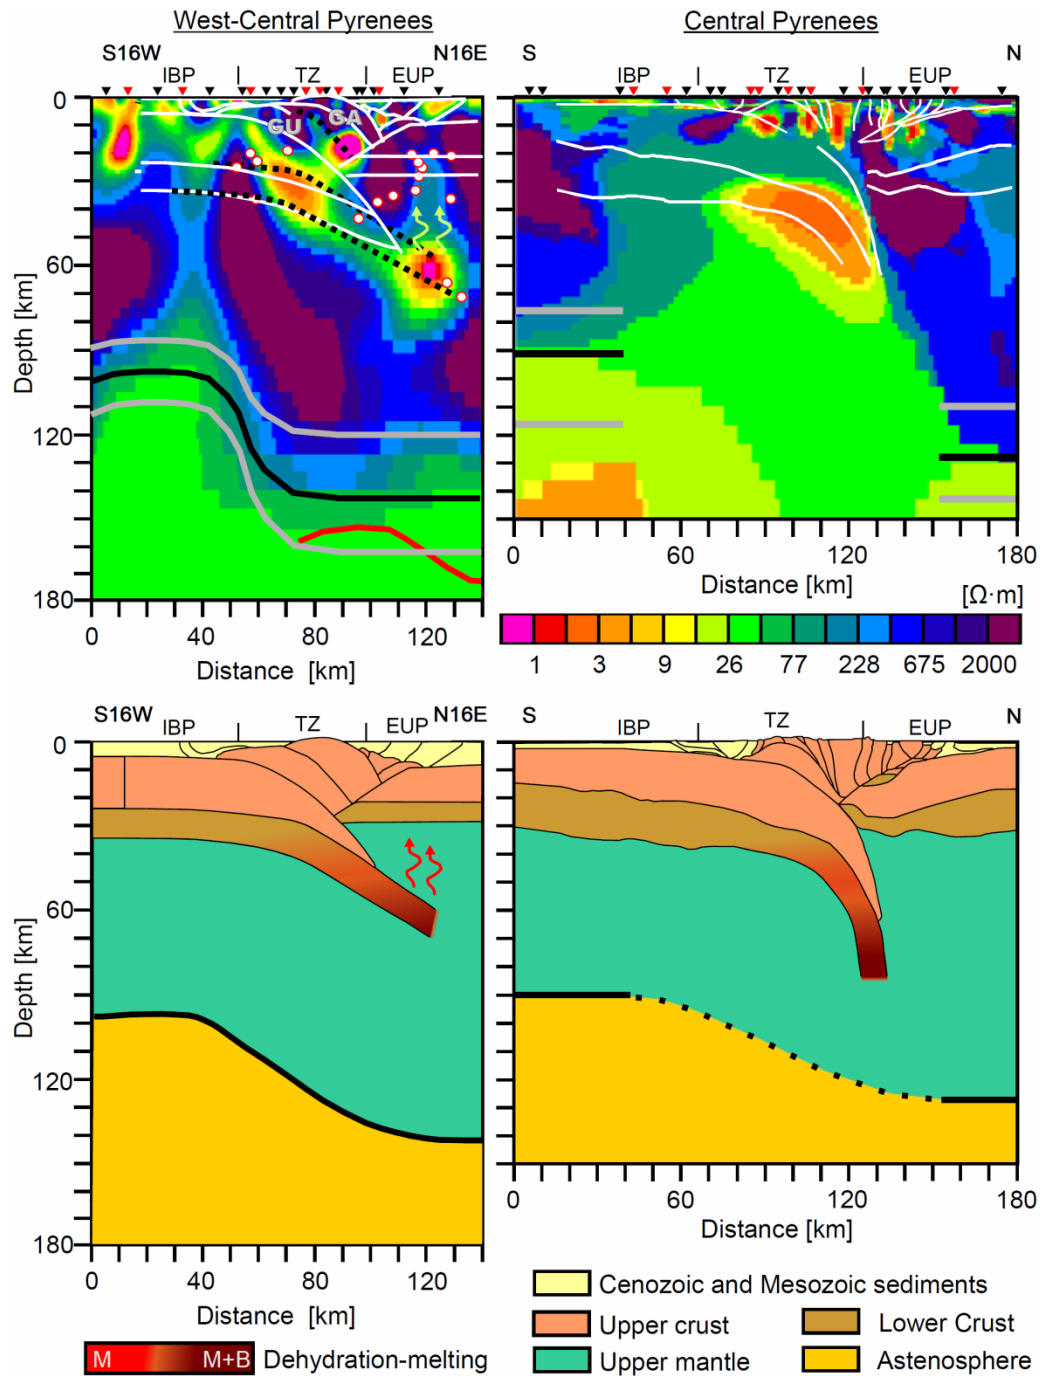 West-Central Pyrenees
Central Pyrenees
S16W N16E
IBP | TZ | EUP
S N
IBP | TZ | EUP
0
60
120
180
Depth [km]
GU GA
0 40 80 120
Distance [km]
0 60 120 180
Distance [km]
[Ω·m]
1 3 9 26 77 228 675 2000
S16W N16E
IBP | TZ | EUP
S N
IBP | TZ | EUP
0
60
120
180
Depth [km]
0 40 80 120
Distance [km]
0 60 120 180
Distance [km]
Cenozoic and Mesozoic sediments
Upper crust Lower Crust
M M+B Dehydration-melting
Upper mantle Astenosphere